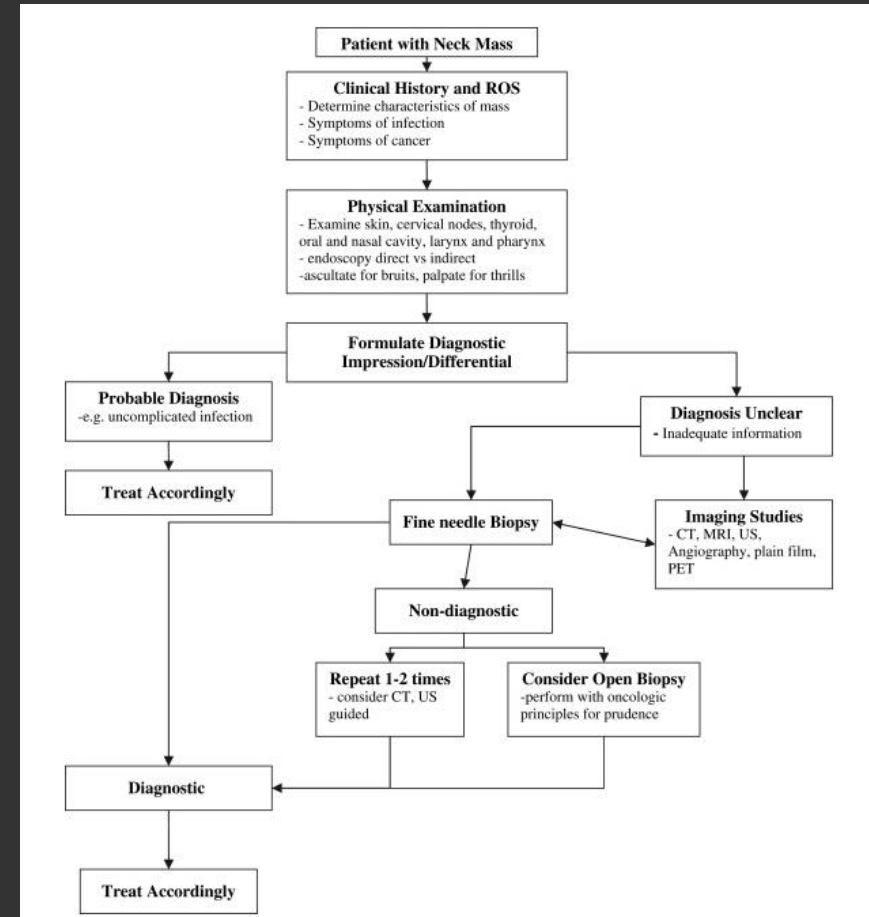 Patient with Neck Mass
Clinical History and ROS
- Determine characteristics of mass
- Symptoms of infection
- Symptoms of cancer
Physical Examination
- Examine skin, cervical nodes, thyroid,
oral and nasal cavity, larynx and pharynx
- endoscopy direct vs indirect
-ascultate for bruits, palpate for thrills
Formulate Diagnostic
Impression/Differential
Probable Diagnosis
-e.g. uncomplicated infection
Treat Accordingly
Diagnosis Unclear
- Inadequate information
Fine needle Biopsy
Imaging Studies
- CT, MRI, US,
Angiography, plain film,
PET
Non-diagnostic
Repeat 1-2 times
- consider CT, US
guided
Consider Open Biopsy
-perform with oncologic
principles for prudence
Diagnostic
Treat Accordingly